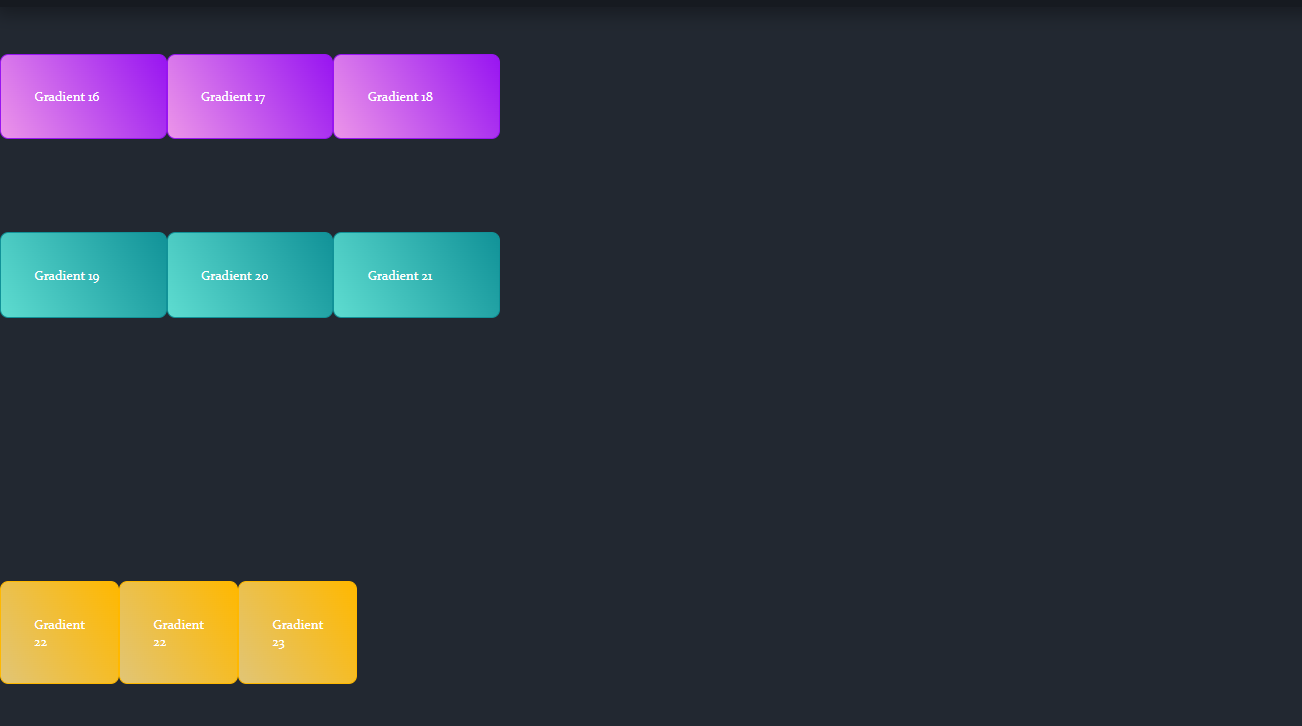 Gradient 16
Gradient 17
Gradient 18
Gradient 19
Gradient 20
Gradient 21
Gradient
22
Gradient
22
Gradient
23